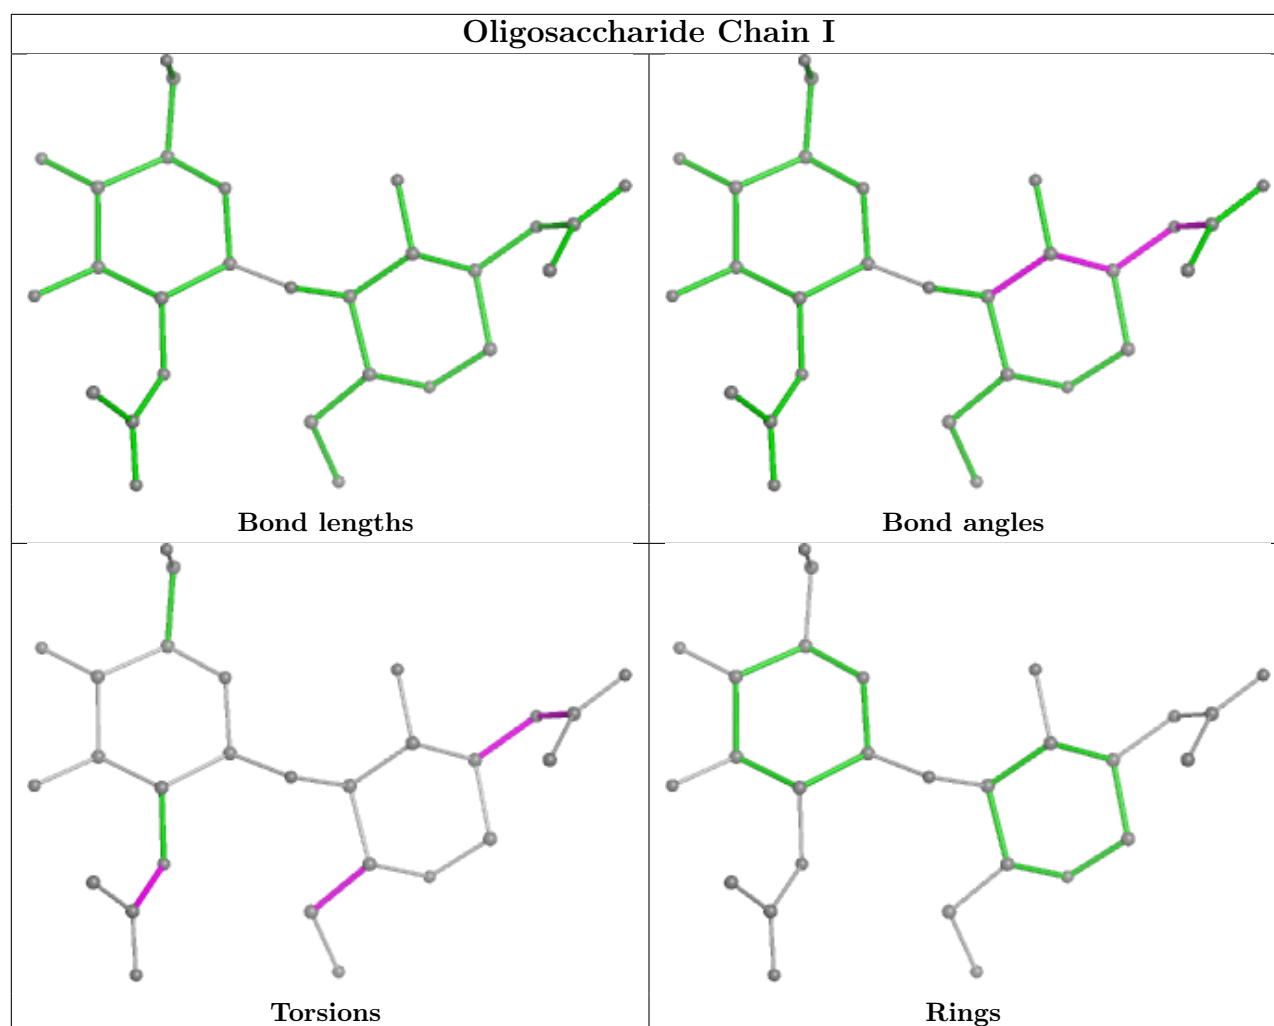 Oligosaccharide Chain I
Bond lengths
Bond angles
Torsions
Rings